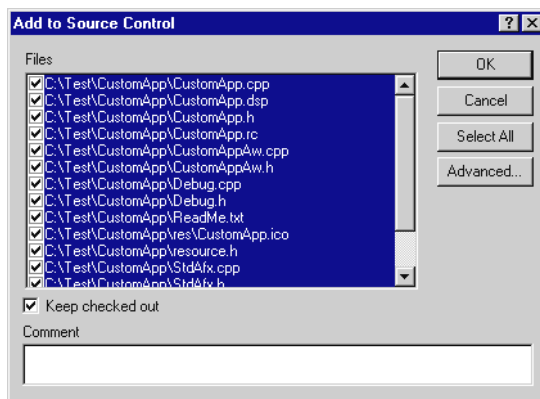 Add to Source Control
Files
C:\Test\CustomApp\CustomApp.cpp
C:\Test\CustomApp\CustomApp.dsp
C:\Test\CustomApp\CustomApp.h
C:\Test\CustomApp\CustomApp.rc
C:\Test\CustomApp\CustomAppAw.cpp
C:\Test\CustomApp\CustomAppAw.h
C:\Test\CustomApp\Debug.cpp
C:\Test\CustomApp\Debug.h
C:\Test\CustomApp\ReadMe.txt
C:\Test\CustomApp\res\CustomApp.ico
C:\Test\CustomApp\resource.h
C:\Test\CustomApp\StdAfx.cpp
C:\Test\CustomApp\StdAfx.h
OK
Cancel
Select All
Advanced...
Keep checked out
Comment